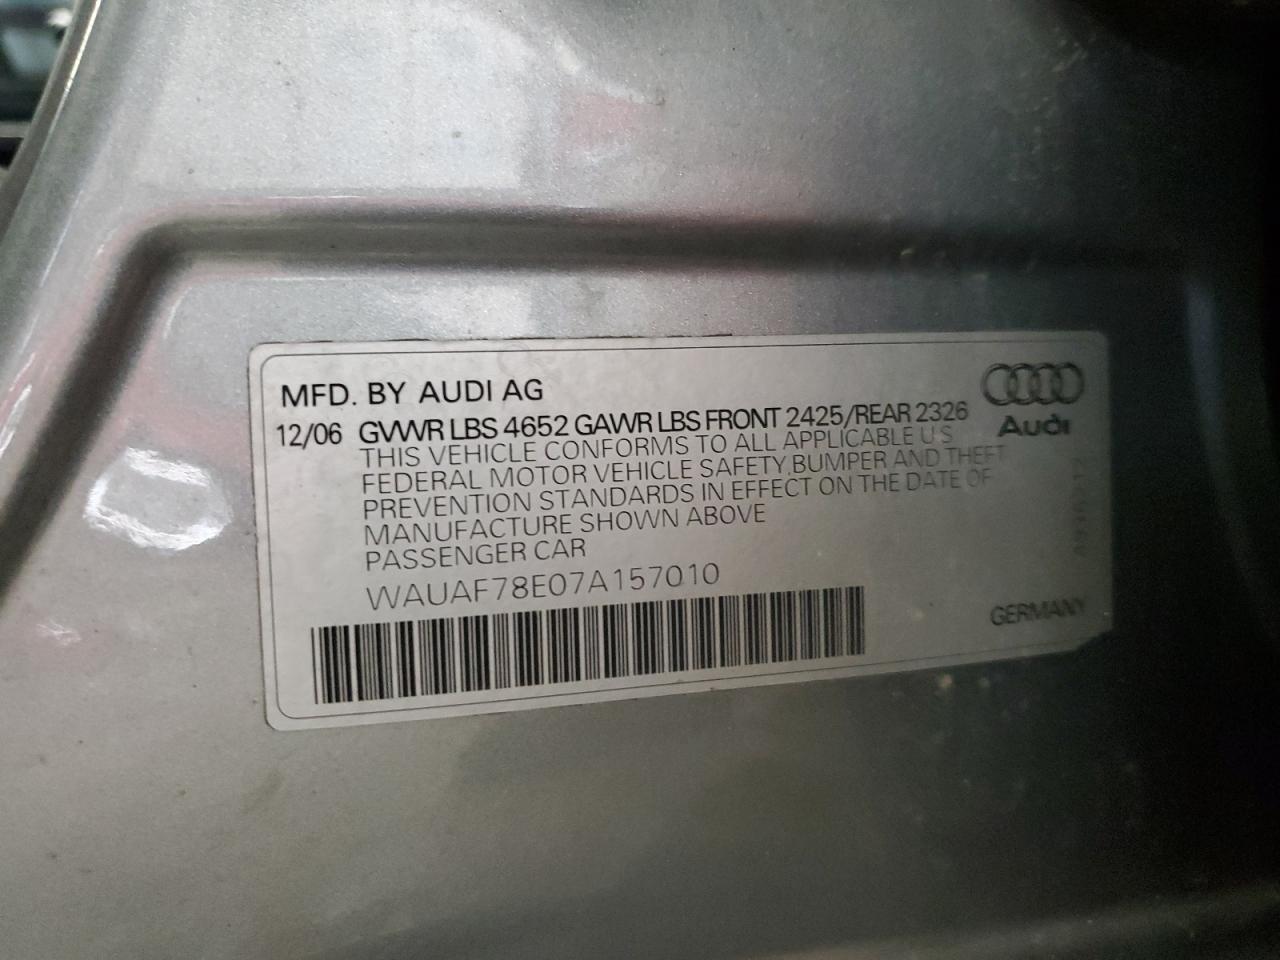 MFD. BY AUDI AG
12/06 GVWR LBS 4652 GAWR LBS FRONT 2425/REAR 2326
Audi
THIS VEHICLE CONFORMS TO ALL APPLICABLE U S
FEDERAL MOTOR VEHICLE SAFETY,BUMPER AND THEFT
PREVENTION STANDARDS IN EFFECT ON THE DATE OF
MANUFACTURE SHOWN ABOVE
PASSENGER CAR
WAUAF78E07A157010
GERMANY